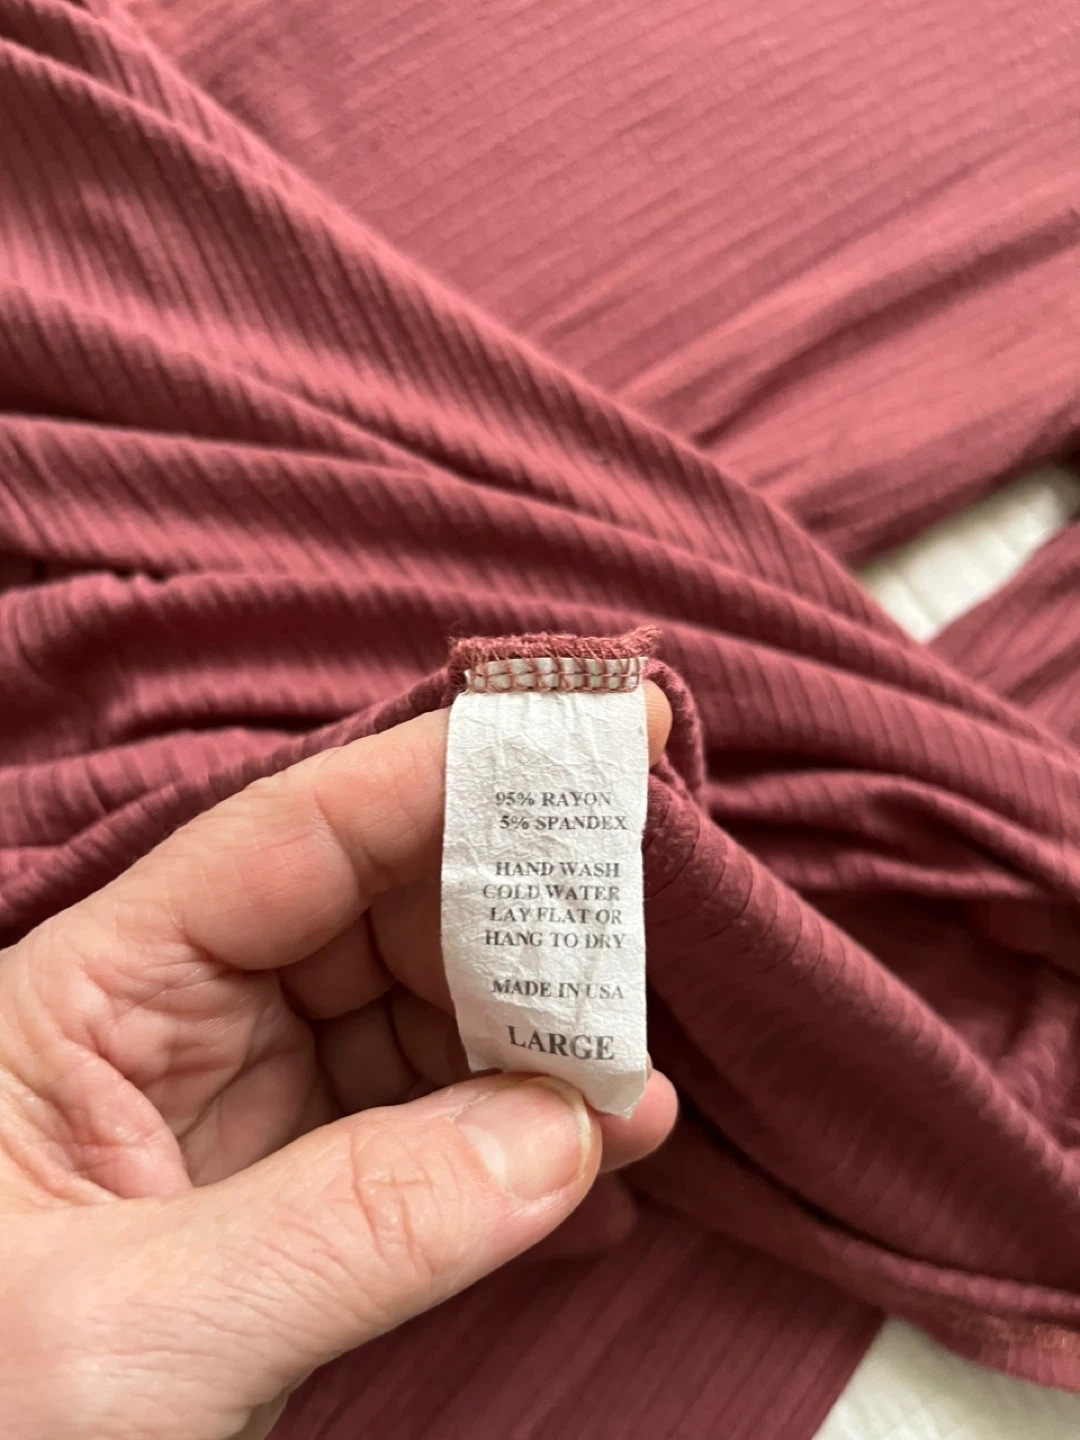 95% RAYON
5% SPANDEX
HAND WASH
COLD WATER
LAY FLAT OR
HANG TO DRY
MADE IN USA
LARGE